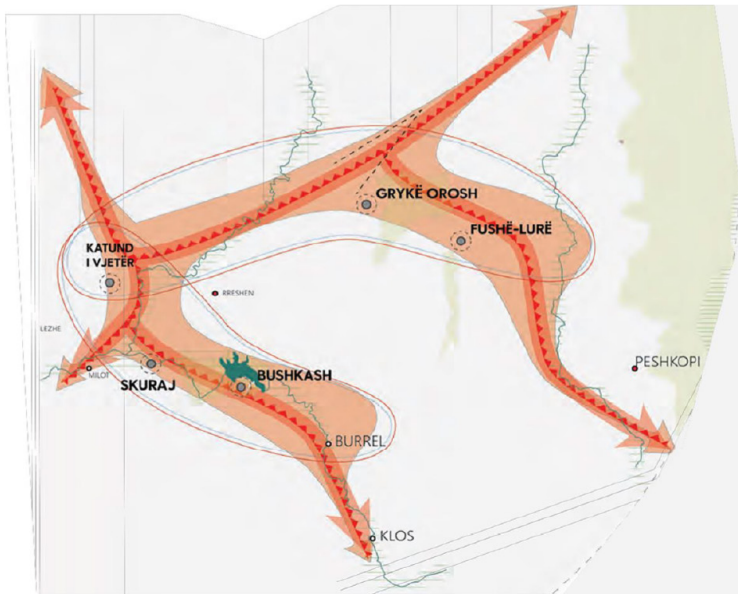 GRYKË OROSH
FUSHË-LURË
KATUND
I VJETËR
RRESHEN
LEZHE
MILOT
PESHKOPI
SKURAJ
BUSHKASH
BURREL
KLOS